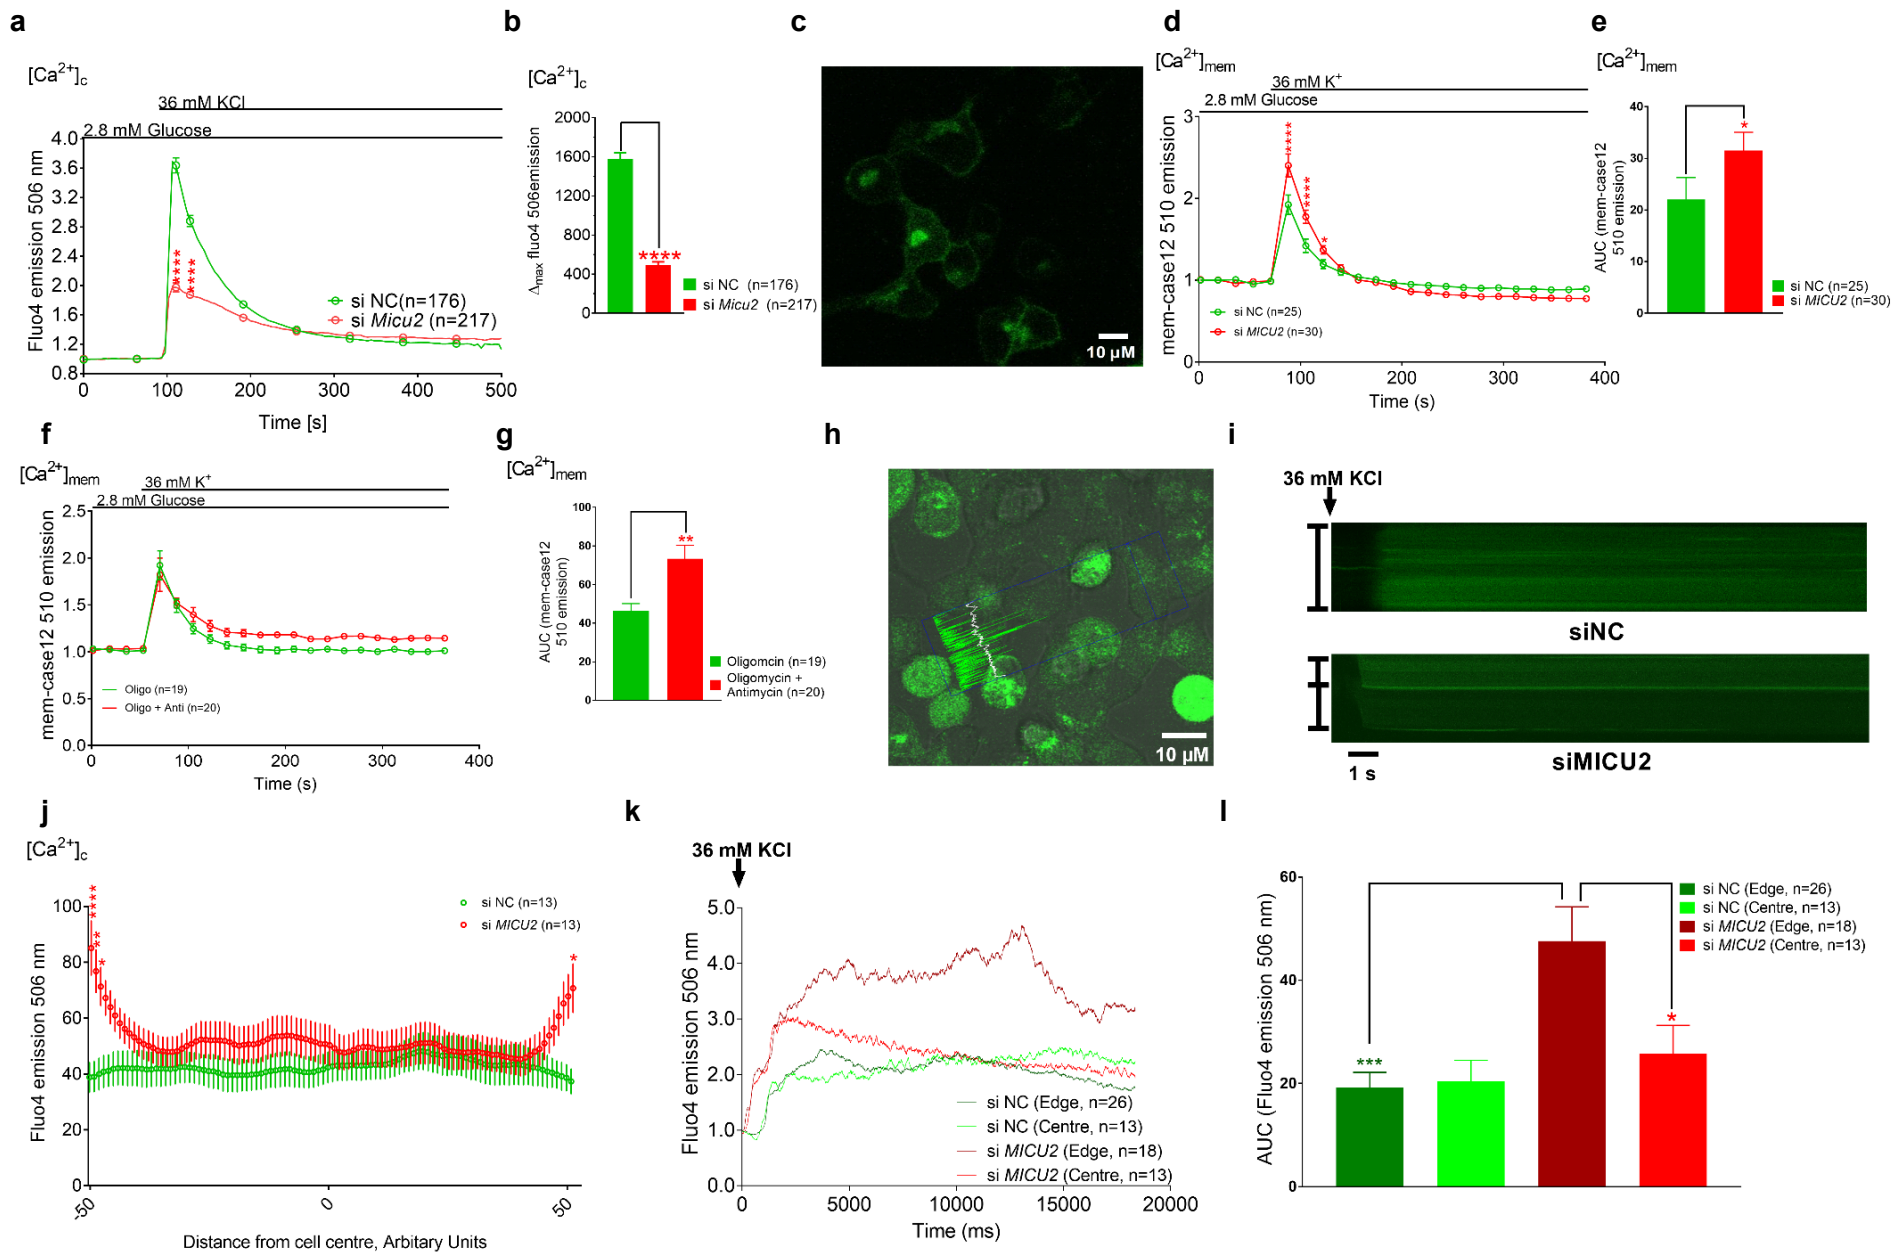 a
[Ca2+]c
36 mM KCl
2.8 mM Glucose
4.0
3.6
3.2
2.8
2.4
2.0
1.6
1.2
0.8
Fluo4 emission 506 nm
****
****
si NC(n=176)
si Micu2 (n=217)
0
100
200
300
400
500
Time [s]
b
[Ca2+]c
2000
1600
1200
800
400
0
Δmax fluo4 506emission
****
si NC (n=176)
si Micu2 (n=217)
c
10 µM
d
[Ca2+]mem
36 mM K+
2.8 mM Glucose
3
2
1
0
mem-case12 510 emission
****
****
*
si NC (n=25)
si MICU2 (n=30)
0
100
200
300
400
Time (s)
e
[Ca2+]mem
40
30
20
10
0
AUC (mem-case12
510 emission)
*
si NC (n=25)
si MICU2 (n=30)
f
[Ca2+]mem
36 mM K+
2.8 mM Glucose
2.5
2.0
1.5
1.0
0.5
0.0
mem-case12 510 emission
Oligo (n=19)
Oligo + Anti (n=20)
0
100
200
300
400
Time (s)
g
[Ca2+]mem
100
80
60
40
20
0
AUC (mem-case12
510 emission)
**
Oligomcin (n=19)
Oligomycin +
Antimycin (n=20)
h
10 µM
i
36 mM KCl
siNC
siMICU2
1 s
j
[Ca2+]c
100
80
60
40
20
0
Fluo4 emission 506 nm
****
**
*
*
si NC (n=13)
si MICU2 (n=13)
-50
0
50
Distance from cell centre, Arbitary Units
k
36 mM KCl
5.0
4.0
3.0
2.0
1.0
0.0
Fluo4 emission 506 nm
si NC (Edge, n=26)
si NC (Centre, n=13)
si MICU2 (Edge, n=18)
si MICU2 (Centre, n=13)
0
5000
10000
15000
20000
Time (ms)
l
60
40
20
0
AUC (Fluo4 emission 506 nm)
***
*
si NC (Edge, n=26)
si NC (Centre, n=13)
si MICU2 (Edge, n=18)
si MICU2 (Centre, n=13)